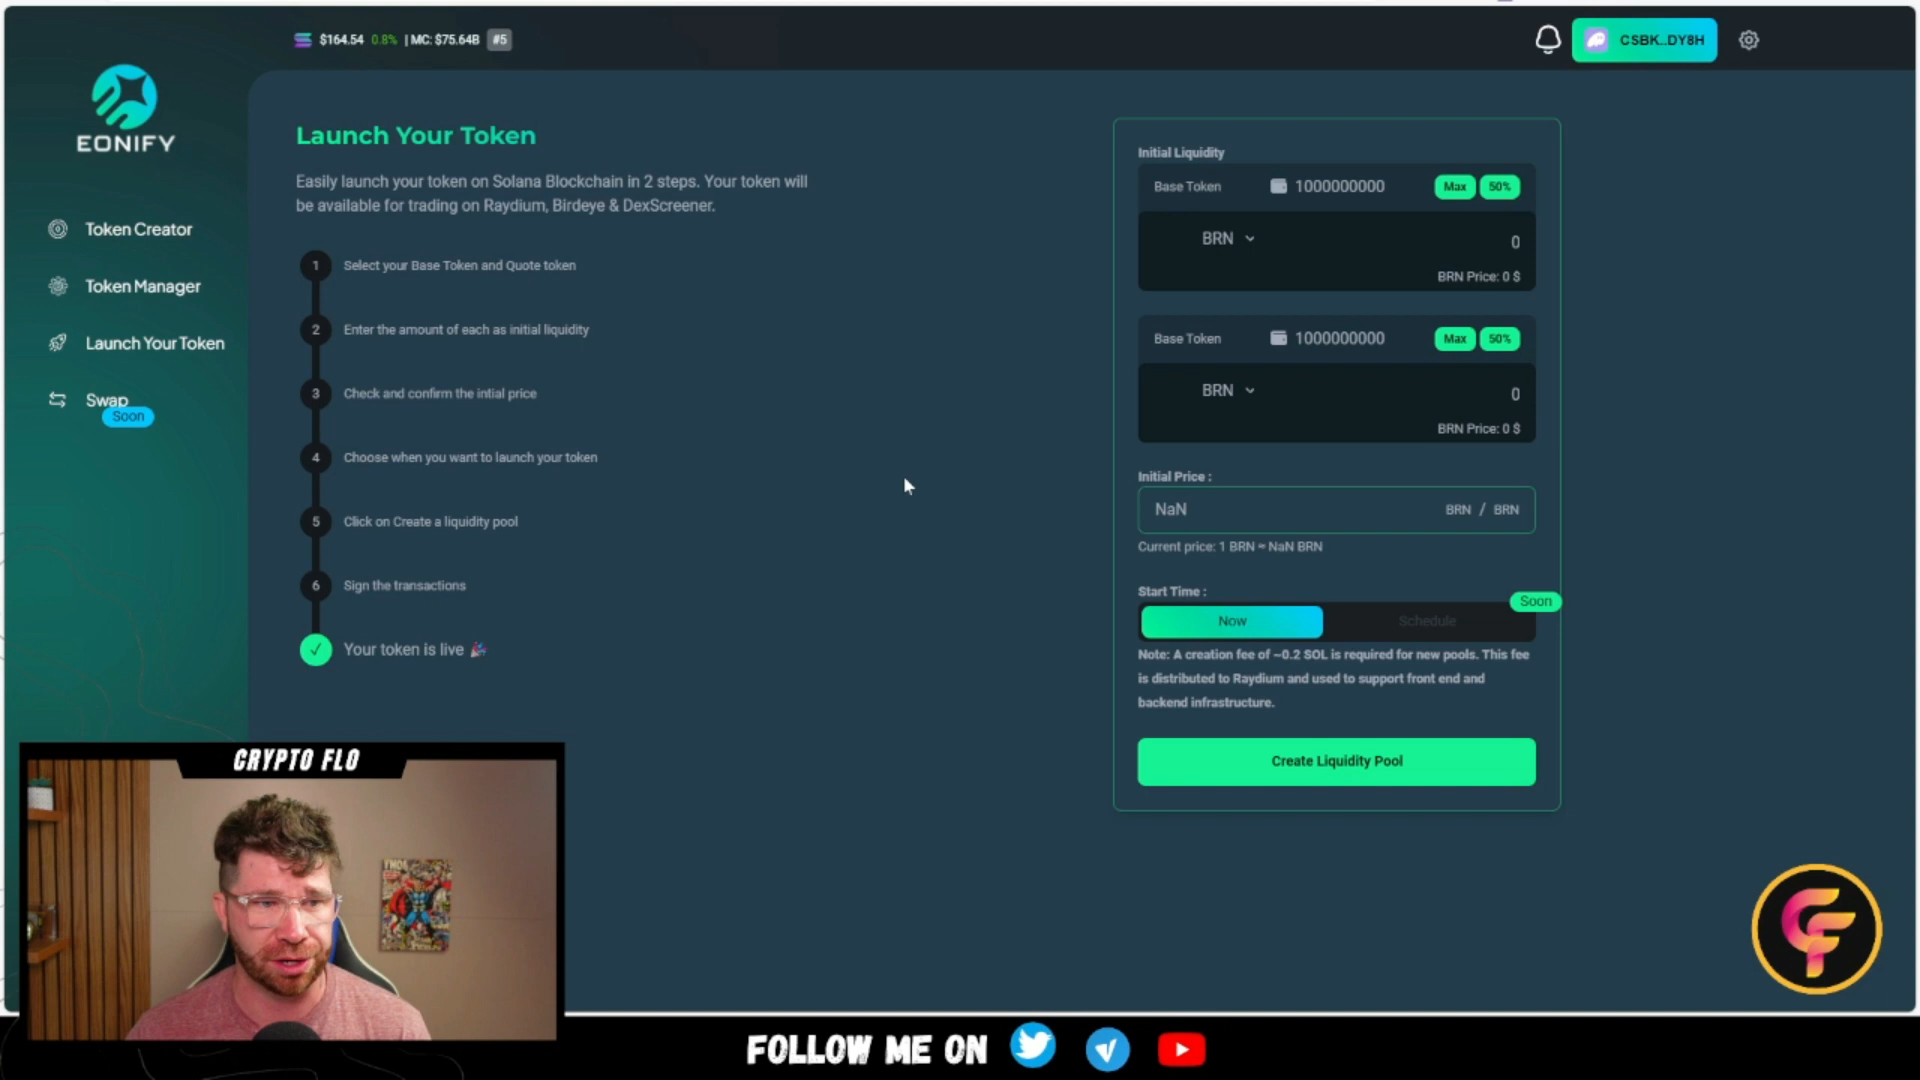 $164.54 0.8% | MC: $75.64B #5
CSBK...DY8H
EONIFY
Token Creator
Token Manager
Launch Your Token
Swap
Soon
Launch Your Token
Easily launch your token on Solana Blockchain in 2 steps. Your token will
be available for trading on Raydium, Birdeye & DexScreener.
1 Select your Base Token and Quote token
2 Enter the amount of each as initial liquidity
3 Check and confirm the intial price
4 Choose when you want to launch your token
5 Click on Create a liquidity pool
6 Sign the transactions
✓ Your token is live 🎉
Initial Liquidity
Base Token 1000000000 Max 50%
BRN 0
BRN Price: 0 $
Base Token 1000000000 Max 50%
BRN 0
BRN Price: 0 $
Initial Price :
NaN BRN / BRN
Current price: 1 BRN ≈ NaN BRN
Start Time :
Soon
Now Schedule
Note: A creation fee of ~0.2 SOL is required for new pools. This fee
is distributed to Raydium and used to support front end and
backend infrastructure.
Create Liquidity Pool
CRYPTO FLO
THOR
CF
FOLLOW ME ON